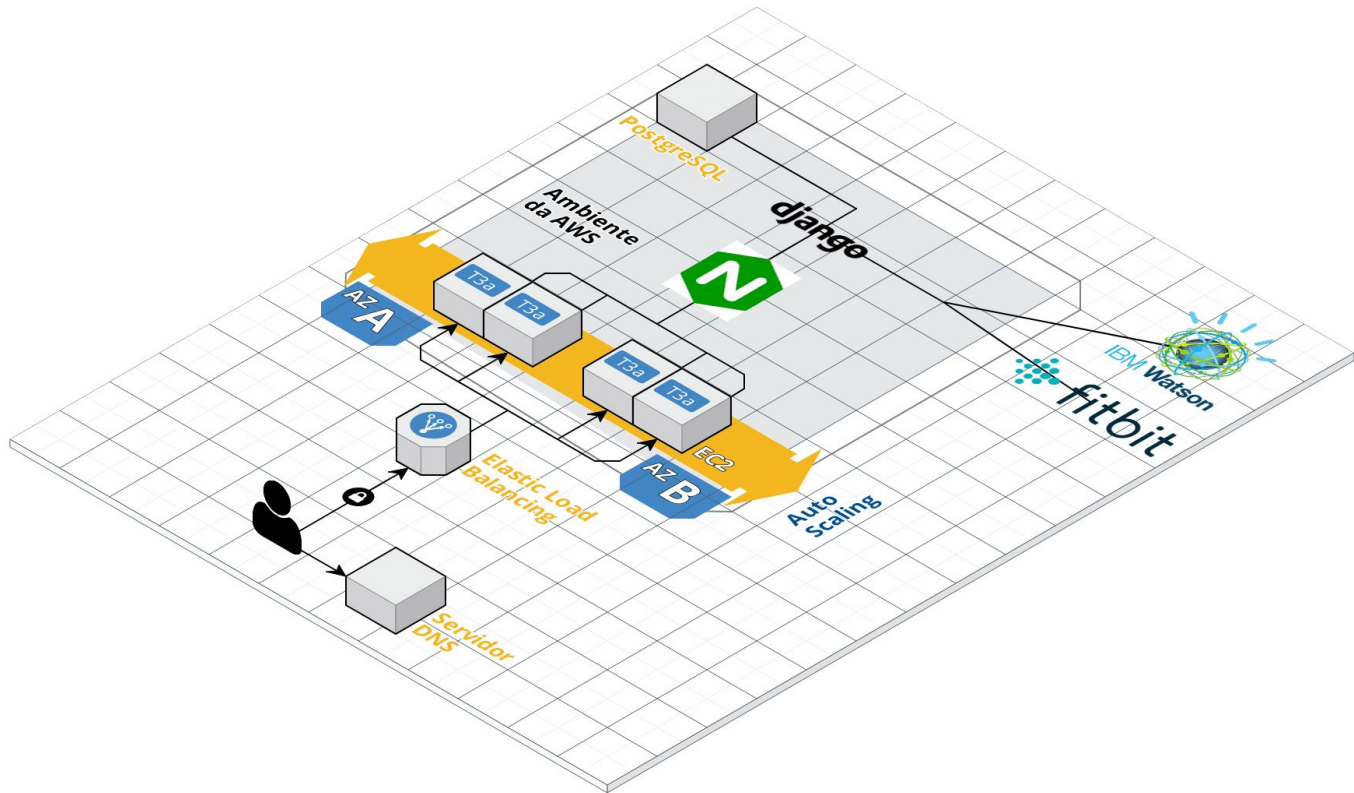 PostgreSQL
Ambiente
da AWS
django
N
T3a
T3a
AZ A
T3a
T3a
EC2
AZ B
Auto
Scaling
IBM Watson
fitbit
Elastic Load
Balancing
Servidor
DNS